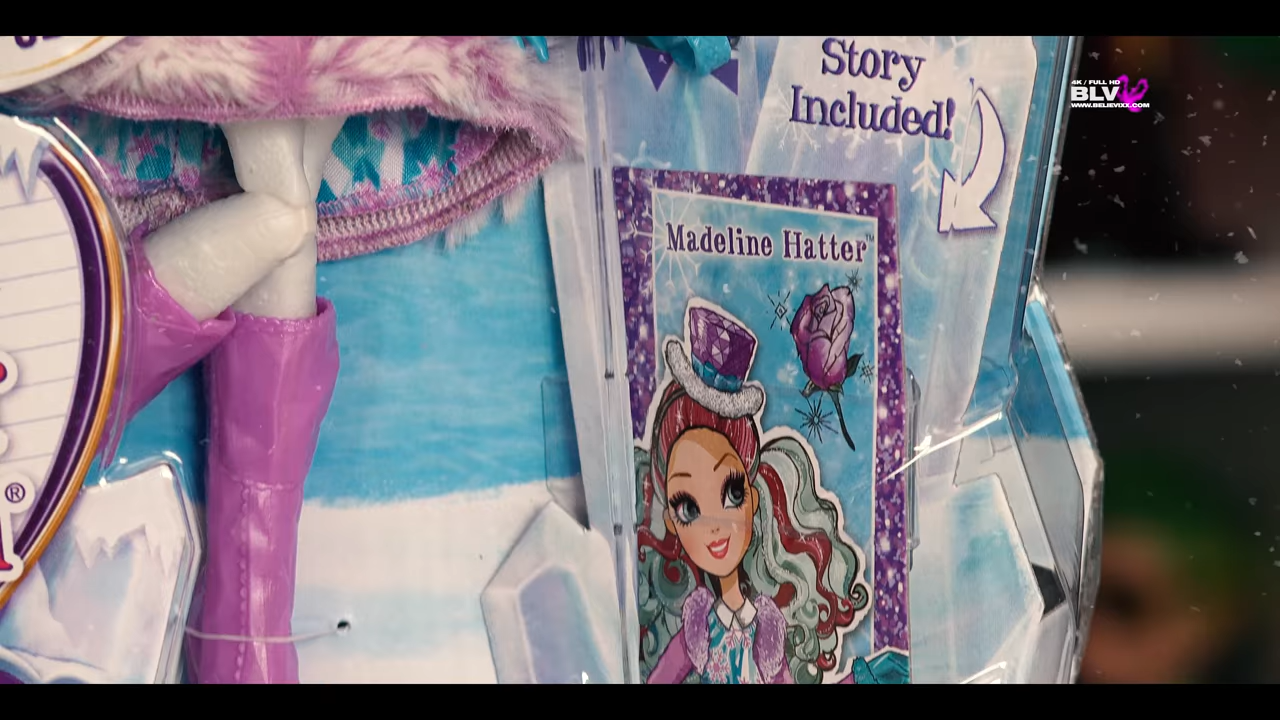 Story
Included!
4K / FULL HD
BLV
WWW.BELIEVIXX.COM
Madeline Hatter™
®